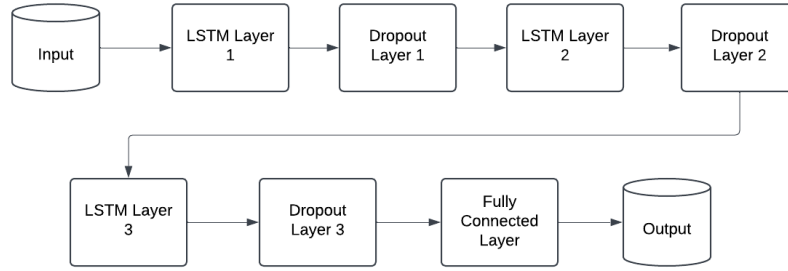 Input
LSTM Layer
1
Dropout
Layer 1
LSTM Layer
2
Dropout
Layer 2
LSTM Layer
3
Dropout
Layer 3
Fully
Connected
Layer
Output